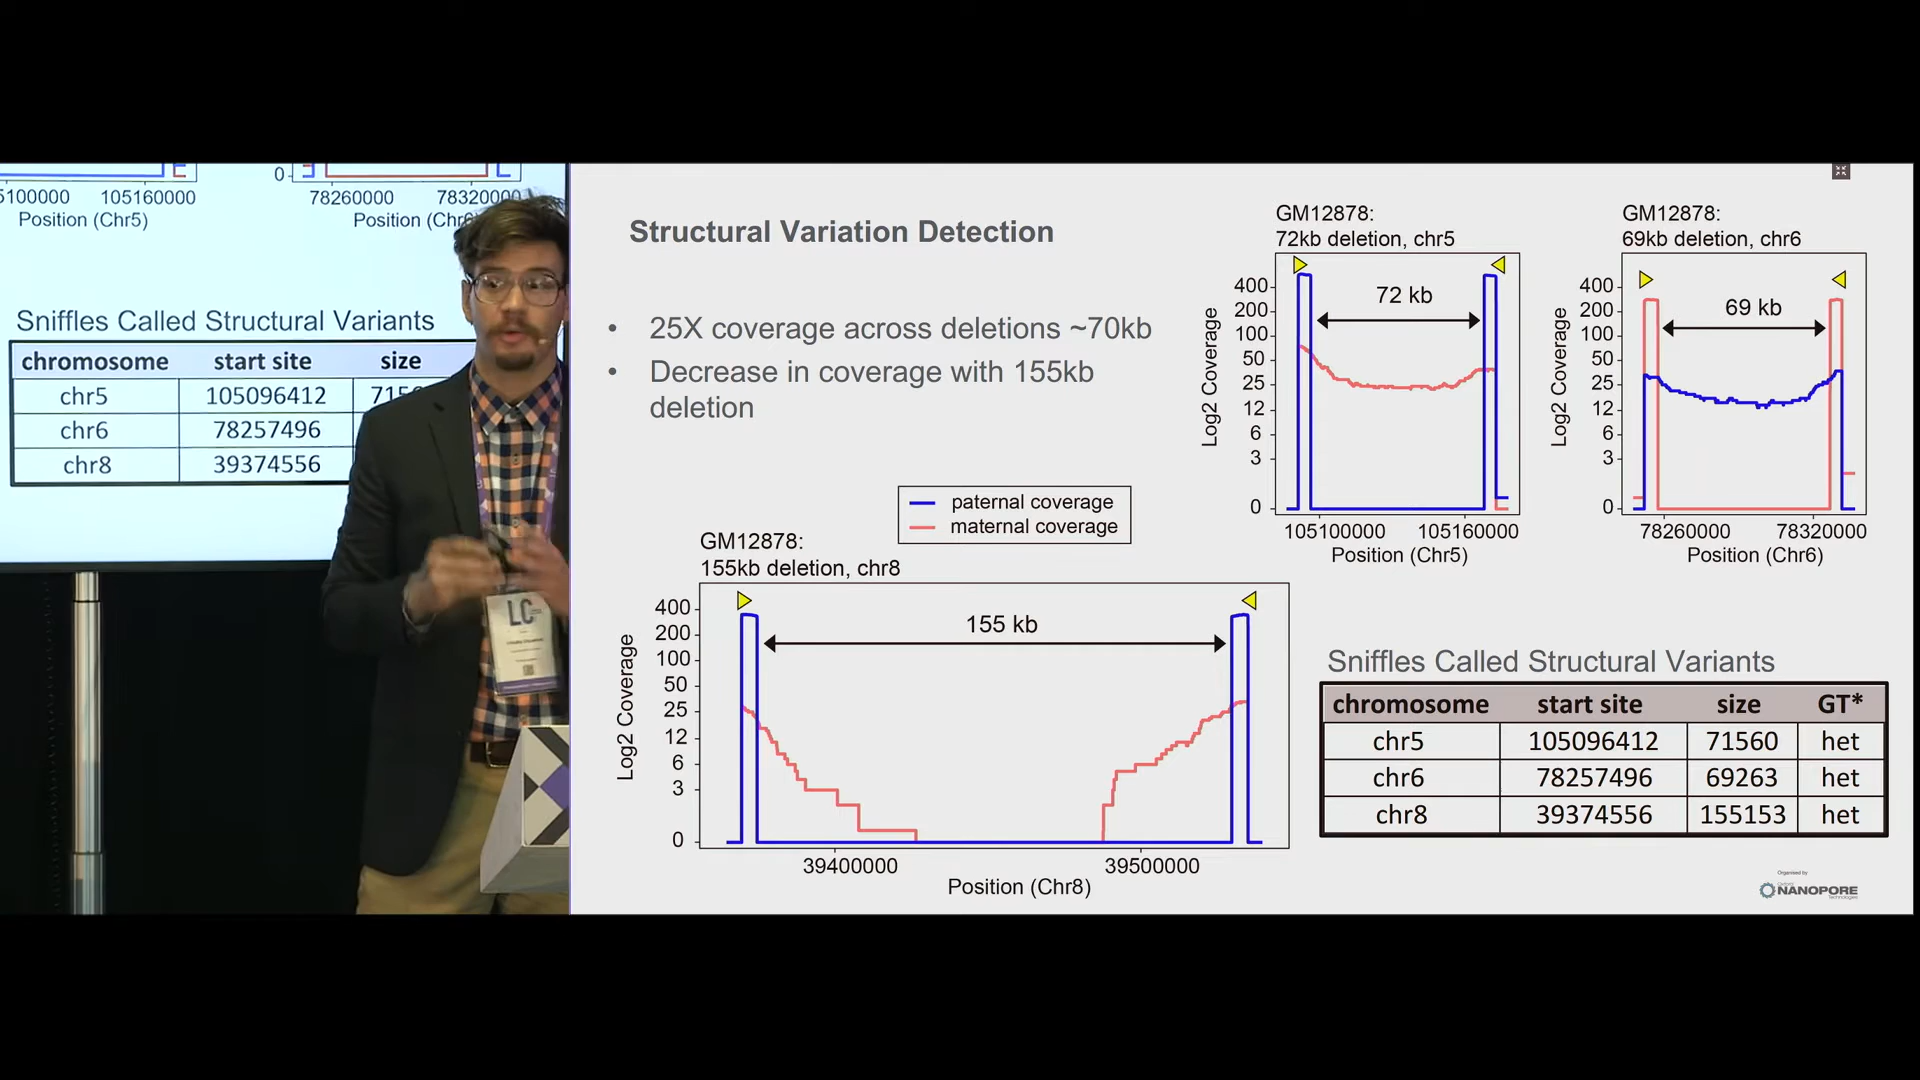 0
5100000
105160000
Position (Chr5)
0
78260000
78320000
Position (Chr6
Sniffles Called Structural Variants
chromosome
start site
size
chr5
105096412
chr6
78257496
chr8
39374556
LC
Structural Variation Detection
• 25X coverage across deletions ~70kb
• Decrease in coverage with 155kb
deletion
paternal coverage
maternal coverage
GM12878:
72kb deletion, chr5
72 kb
Log2 Coverage
400
200
100
50
25
12
6
3
0
105100000
105160000
Position (Chr5)
GM12878:
69kb deletion, chr6
69 kb
Log2 Coverage
400
200
100
50
25
12
6
3
0
78260000
78320000
Position (Chr6)
GM12878:
155kb deletion, chr8
155 kb
Log2 Coverage
400
200
100
50
25
12
6
3
0
39400000
39500000
Position (Chr8)
Sniffles Called Structural Variants
chromosome start site size GT*
chr5 105096412 71560 het
chr6 78257496 69263 het
chr8 39374556 155153 het
Organised by
NANOPORE
Technologies